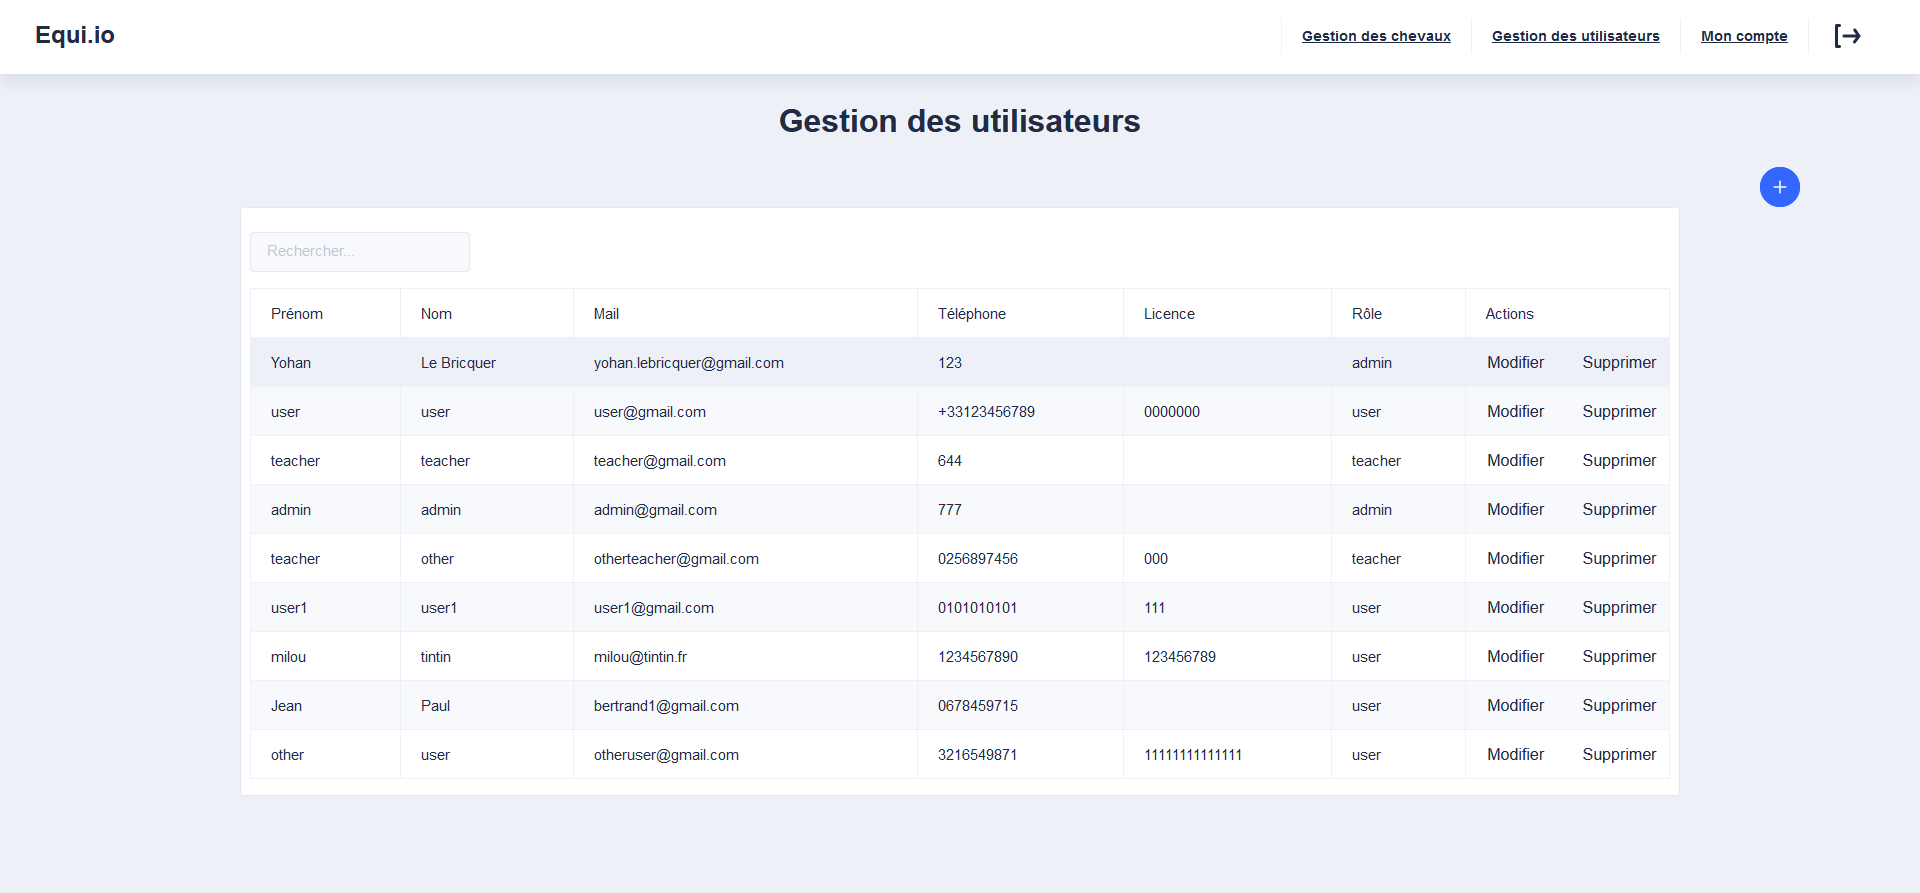 Equi.io
Gestion des chevaux
Gestion des utilisateurs
Mon compte
Gestion des utilisateurs
Rechercher...
Prénom Nom Mail Téléphone Licence Rôle Actions
Yohan Le Bricquer yohan.lebricquer@gmail.com 123 admin Modifier Supprimer
user user user@gmail.com +33123456789 0000000 user Modifier Supprimer
teacher teacher teacher@gmail.com 644 teacher Modifier Supprimer
admin admin admin@gmail.com 777 admin Modifier Supprimer
teacher other otherteacher@gmail.com 0256897456 000 teacher Modifier Supprimer
user1 user1 user1@gmail.com 0101010101 111 user Modifier Supprimer
milou tintin milou@tintin.fr 1234567890 123456789 user Modifier Supprimer
Jean Paul bertrand1@gmail.com 0678459715 user Modifier Supprimer
other user otheruser@gmail.com 3216549871 11111111111111 user Modifier Supprimer